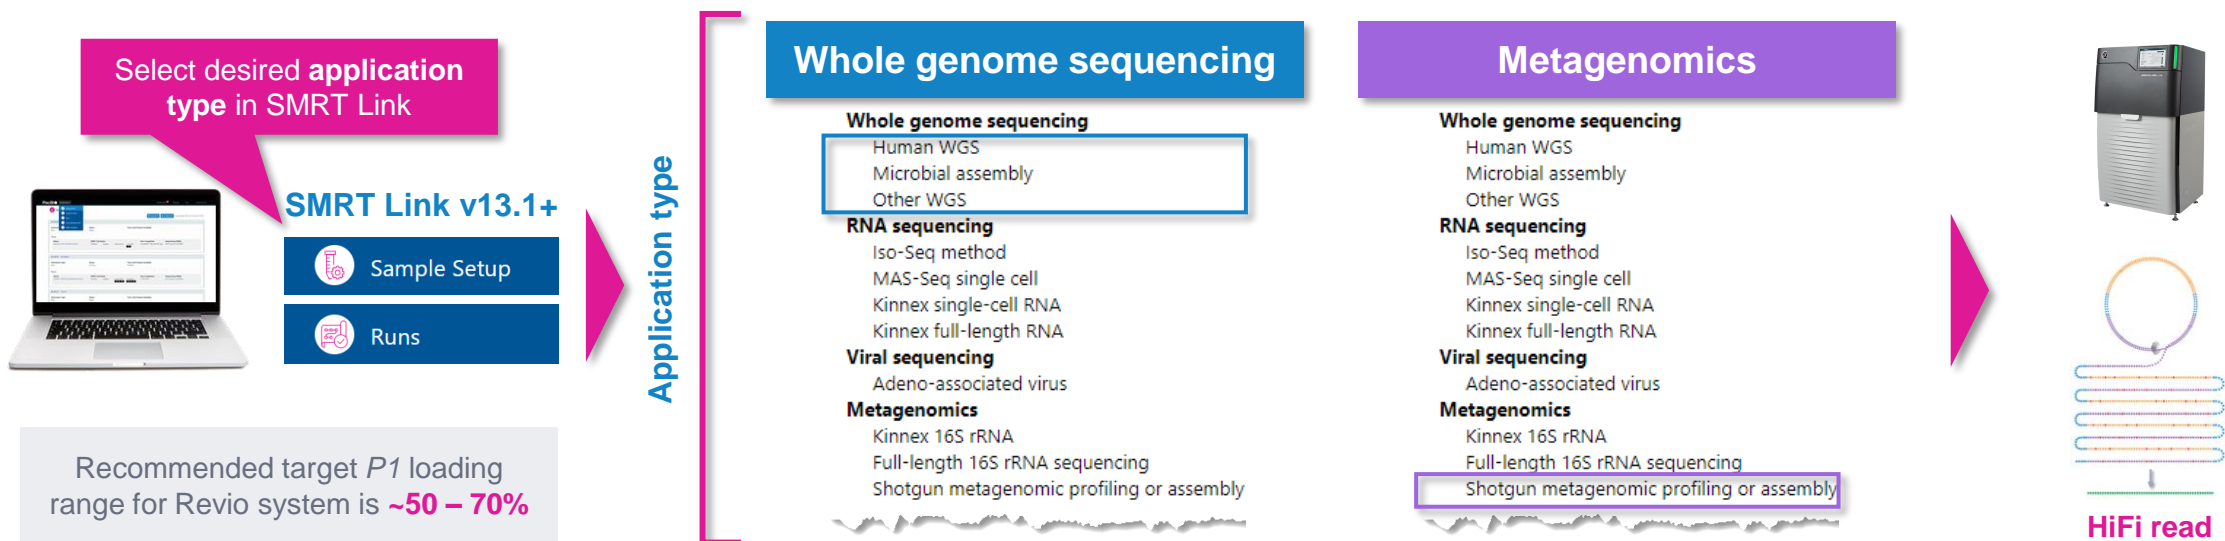 Select desired application
type in SMRT Link
SMRT Link v13.1+
Sample Setup
Runs
Recommended target P1 loading
range for Revio system is ~50 – 70%
Application type
Whole genome sequencing
Whole genome sequencing
Human WGS
Microbial assembly
Other WGS
RNA sequencing
Iso-Seq method
MAS-Seq single cell
Kinnex single-cell RNA
Kinnex full-length RNA
Viral sequencing
Adeno-associated virus
Metagenomics
Kinnex 16S rRNA
Full-length 16S rRNA sequencing
Shotgun metagenomic profiling or assembly
Metagenomics
Whole genome sequencing
Human WGS
Microbial assembly
Other WGS
RNA sequencing
Iso-Seq method
MAS-Seq single cell
Kinnex single-cell RNA
Kinnex full-length RNA
Viral sequencing
Adeno-associated virus
Metagenomics
Kinnex 16S rRNA
Full-length 16S rRNA sequencing
Shotgun metagenomic profiling or assembly
HiFi read